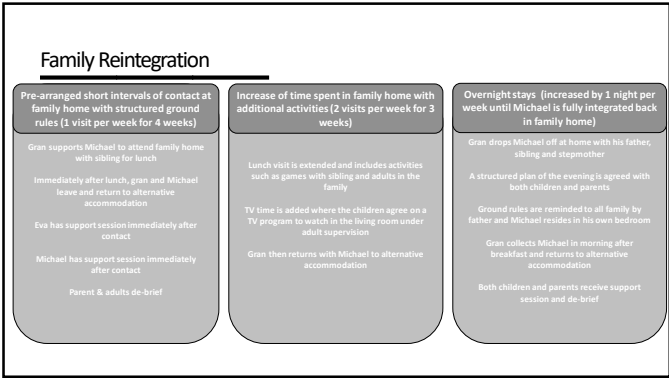 Family Reintegration
Pre-arranged short intervals of contact at
family home with structured ground
rules (1 visit per week for 4 weeks)
Gran supports Michael to attend family home
with sibling for lunch
Immediately after lunch, gran and Michael
leave and return to alternative
accommodation
Eva has support session immediately after
contact
Michael has support session immediately
after contact
Parent & adults de-brief
Increase of time spent in family home with
additional activities (2 visits per week for 3
weeks)
Lunch visit is extended and includes activities
such as games with sibling and adults in the
family
TV time is added where the children agree on a
TV program to watch in the living room under
adult supervision
Gran then returns with Michael to alternative
accommodation
Overnight stays (increased by 1 night per
week until Michael is fully integrated back
in family home)
Gran drops Michael off at home with his father,
sibling and stepmother
A structured plan of the evening is agreed with
both children and parents
Ground rules are reminded to all family by
father and Michael resides in his own bedroom
Gran collects Michael in morning after
breakfast and returns to alternative
accommodation
Both children and parents receive support
session and de-brief